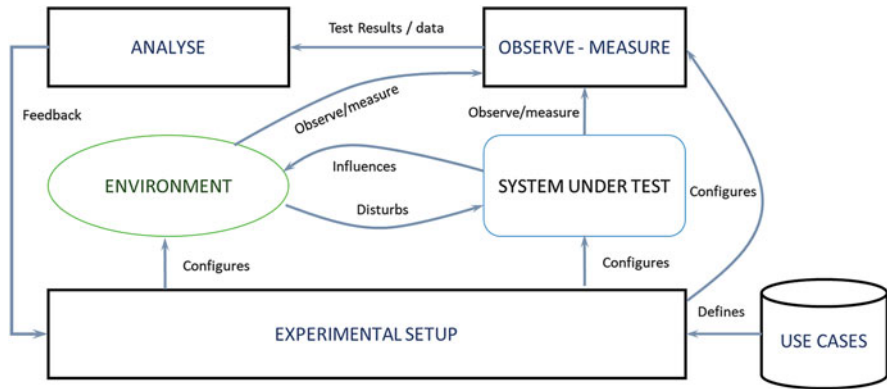 Test Results / data
ANALYSE
OBSERVE - MEASURE
Feedback
Observe/measure
Observe/measure
Influences
ENVIRONMENT
SYSTEM UNDER TEST
Configures
Disturbs
Configures
Configures
Defines
EXPERIMENTAL SETUP
USE CASES